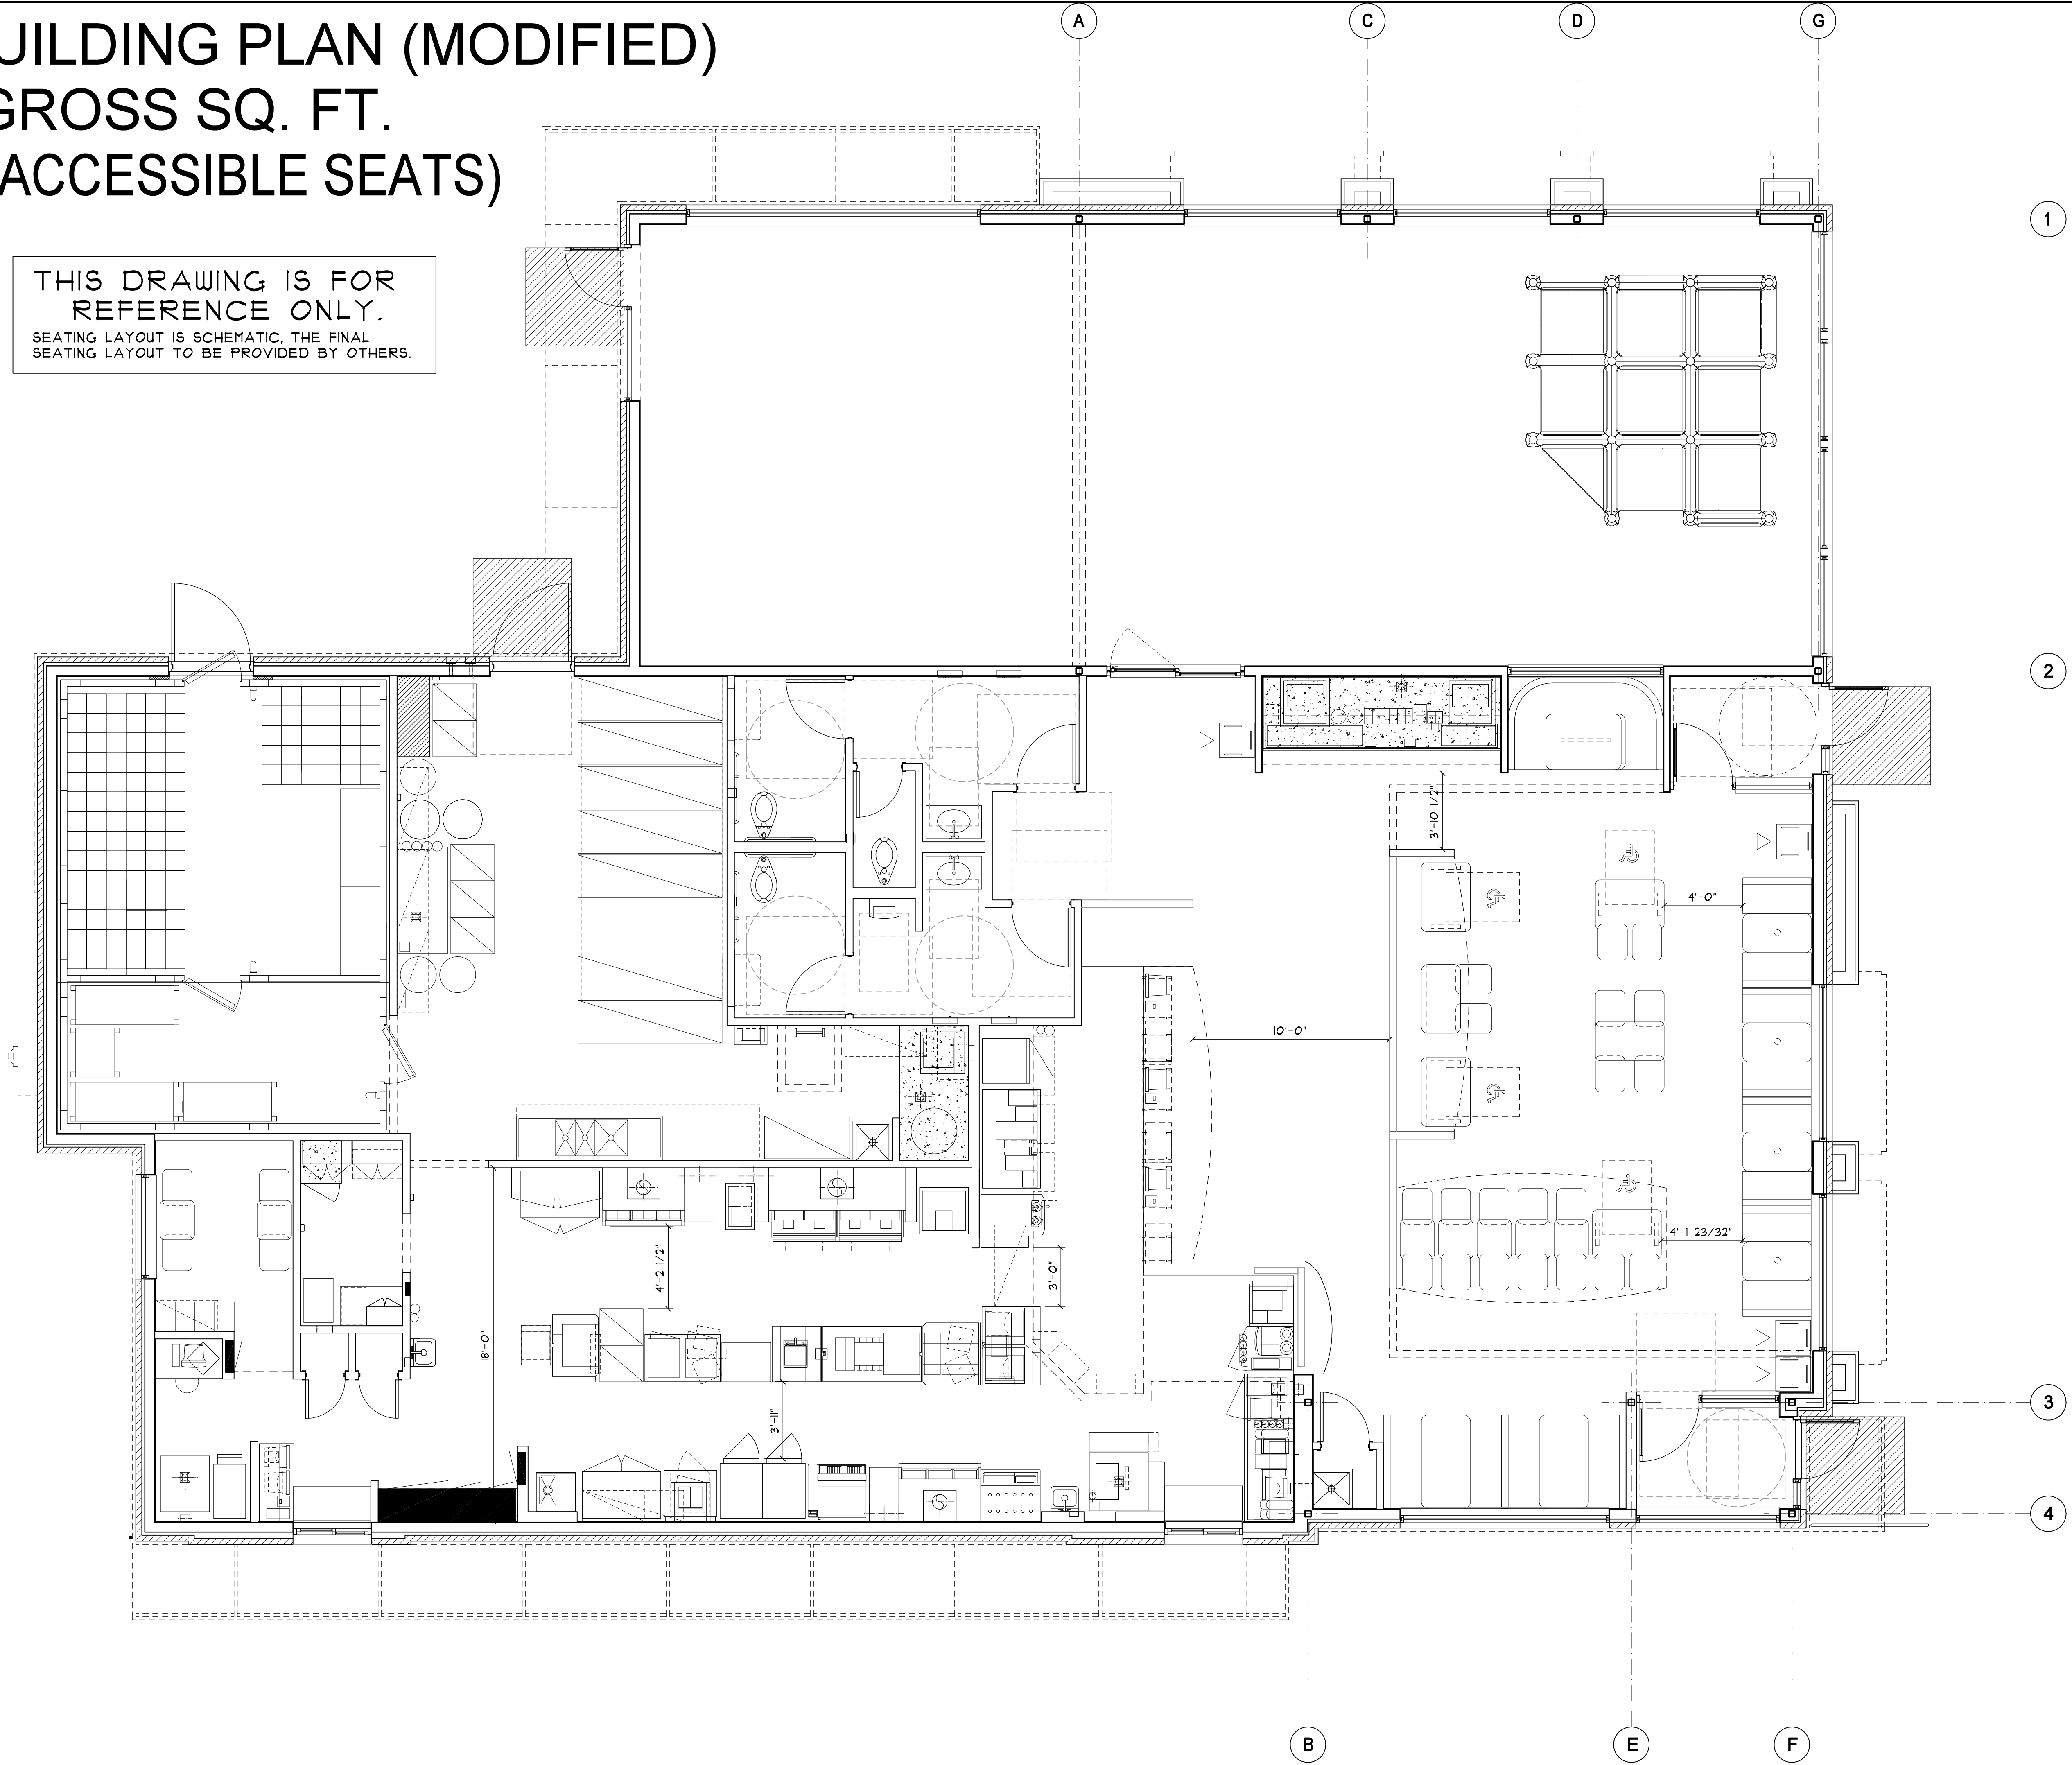 UILDING PLAN (MODIFIED)
GROSS SQ. FT.
ACCESSIBLE SEATS)
THIS DRAWING IS FOR
REFERENCE ONLY.
SEATING LAYOUT IS SCHEMATIC, THE FINAL
SEATING LAYOUT TO BE PROVIDED BY OTHERS.
A
C
D
G
1
2
3'-10 1/2"
4'-0"
10'-0"
4'-1 23/32"
4'-2 1/2"
3'-0"
18'-0"
3'-11"
3
4
B
E
F